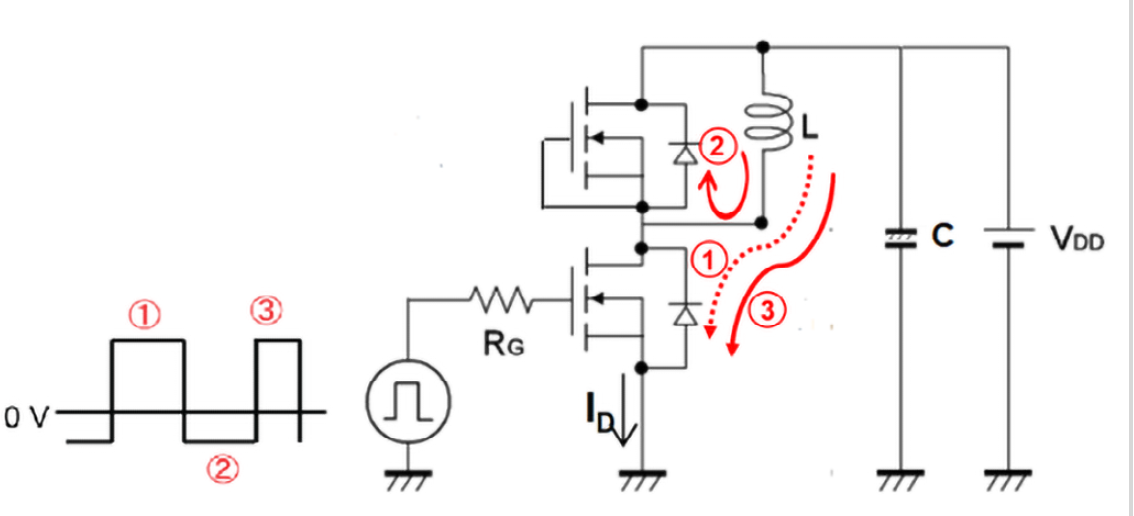 ②
L
①
③
C
VDD
①
③
RG
ID
0 V
②